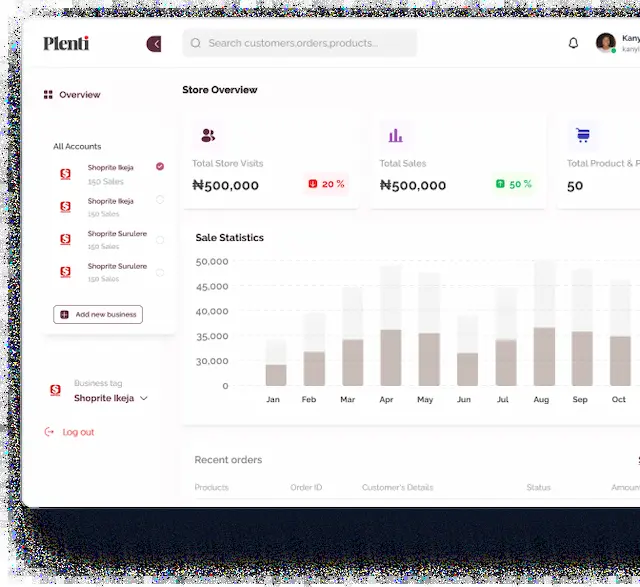 Plenti
Search customers,orders,products...
Kany
kanyi
Overview
Store Overview
All Accounts
Shoprite Ikeja
150 Sales
Shoprite Ikeja
150 Sales
Shoprite Surulere
150 Sales
Shoprite Surulere
150 Sales
Add new business
Business tag
Shoprite Ikeja
Log out
Total Store Visits
₦500,000
20 %
Total Sales
₦500,000
50 %
Total Product & P
50
Sale Statistics
50,000
45,000
40,000
35,000
30,000
0
Jan Feb Mar Apr May Jun Jul Aug Sep Oct
Recent orders
Products Order ID Customer's Details Status Amoun